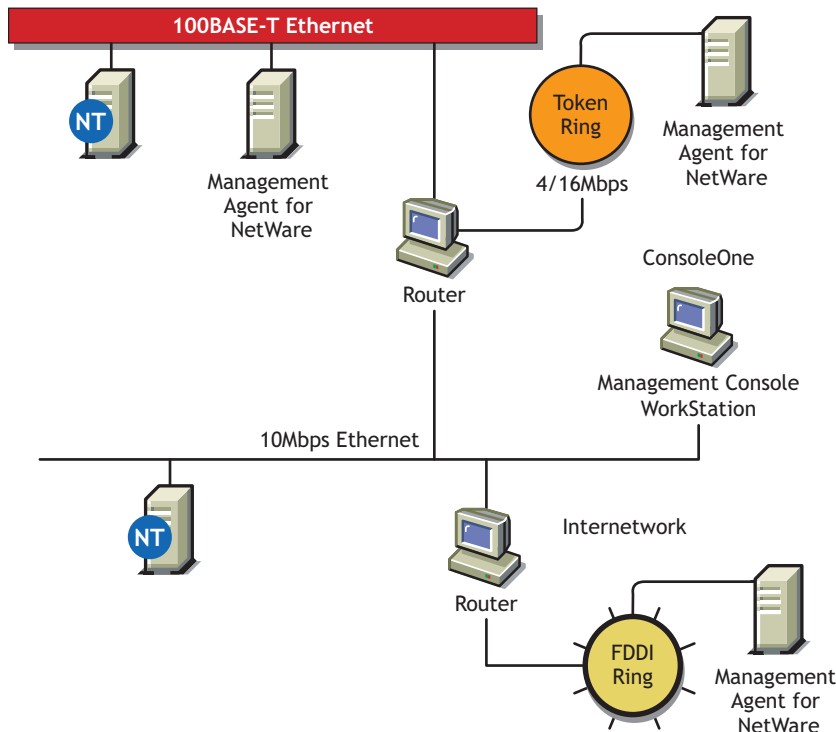 100BASE-T Ethernet
NT
Management
Agent for
NetWare
Token
Ring
4/16Mbps
Management
Agent for
NetWare
Router
ConsoleOne
Management Console
WorkStation
10Mbps Ethernet
NT
Router
Internetwork
FDDI
Ring
Management
Agent for
NetWare